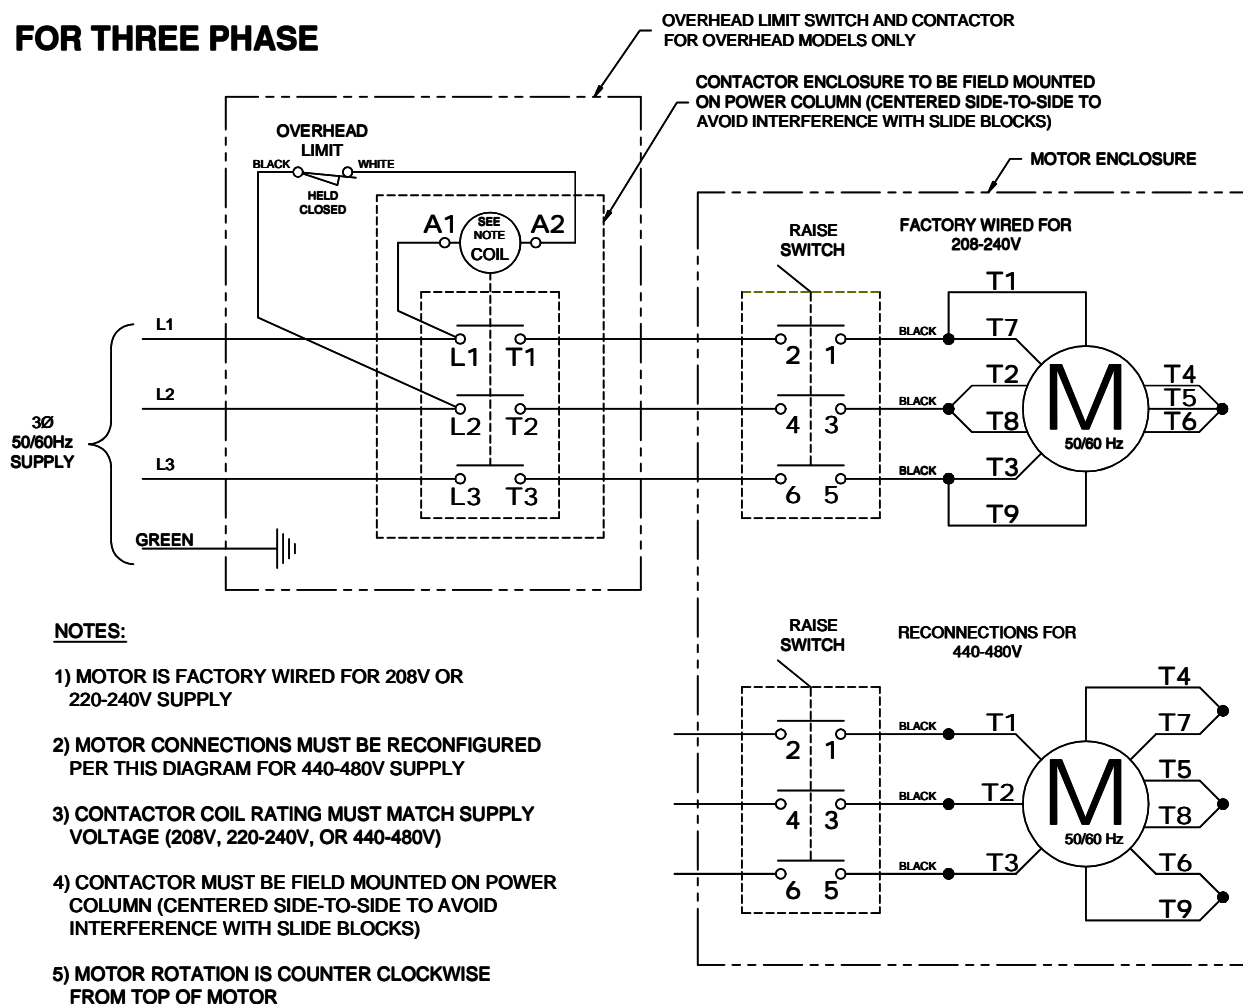 FOR THREE PHASE
OVERHEAD LIMIT SWITCH AND CONTACTOR
FOR OVERHEAD MODELS ONLY
CONTACTOR ENCLOSURE TO BE FIELD MOUNTED
ON POWER COLUMN (CENTERED SIDE-TO-SIDE TO
AVOID INTERFERENCE WITH SLIDE BLOCKS)
MOTOR ENCLOSURE
OVERHEAD
LIMIT
BLACK
WHITE
HELD
CLOSED
A1
SEE
NOTE
COIL
A2
RAISE
SWITCH
FACTORY WIRED FOR
208-240V
3Ø
50/60Hz
SUPPLY
L1
L2
L3
GREEN
L1 T1
L2 T2
L3 T3
2 1
4 3
6 5
BLACK
BLACK
BLACK
T1
T7
T2
T8
T3
T9
M
50/60 Hz
T4
T5
T6
NOTES:
1) MOTOR IS FACTORY WIRED FOR 208V OR
220-240V SUPPLY
2) MOTOR CONNECTIONS MUST BE RECONFIGURED
PER THIS DIAGRAM FOR 440-480V SUPPLY
3) CONTACTOR COIL RATING MUST MATCH SUPPLY
VOLTAGE (208V, 220-240V, OR 440-480V)
4) CONTACTOR MUST BE FIELD MOUNTED ON POWER
COLUMN (CENTERED SIDE-TO-SIDE TO AVOID
INTERFERENCE WITH SLIDE BLOCKS)
5) MOTOR ROTATION IS COUNTER CLOCKWISE
FROM TOP OF MOTOR
RAISE
SWITCH
RECONNECTIONS FOR
440-480V
2 1
4 3
6 5
BLACK
BLACK
BLACK
T1
T2
T3
M
50/60 Hz
T4
T7
T5
T8
T6
T9